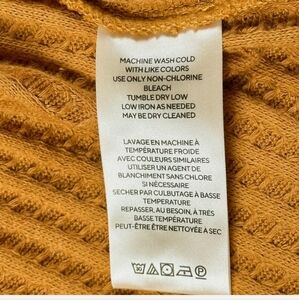 MACHINE WASH COLD
WITH LIKE COLORS
USE ONLY NON-CHLORINE
BLEACH
TUMBLE DRY LOW
LOW IRON AS NEEDED
MAY BE DRY CLEANED
LAVAGE EN MACHINE À
TEMPÉRATURE FROIDE
AVEC COULEURS SIMILAIRES
UTILISER UN AGENT DE
BLANCHIMENT SANS CHLORE
SI NÉCESSAIRE
SECHER PAR CULBUTAGE À BASSE
TEMPERATURE
REPASSER, AU BESOIN, À TRÈS
BASSE TEMPÉRATURE
PEUT-ÊTRE ÊTRE NETTOYÉE A SEC